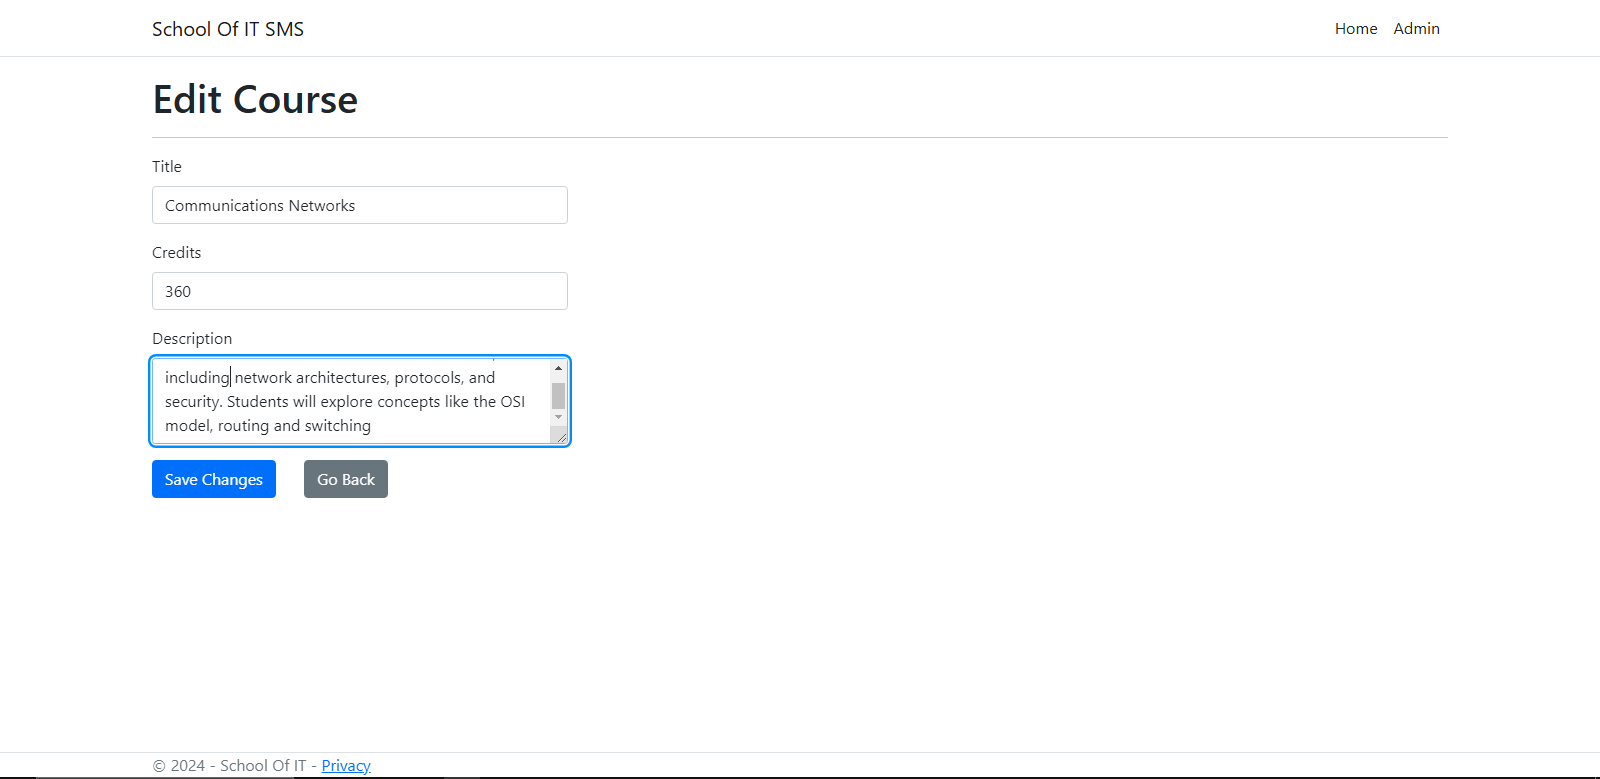 School Of IT SMS
Home Admin
Edit Course
Title
Communications Networks
Credits
360
Description
including network architectures, protocols, and
security. Students will explore concepts like the OSI
model, routing and switching
Save Changes Go Back
© 2024 - School Of IT - Privacy